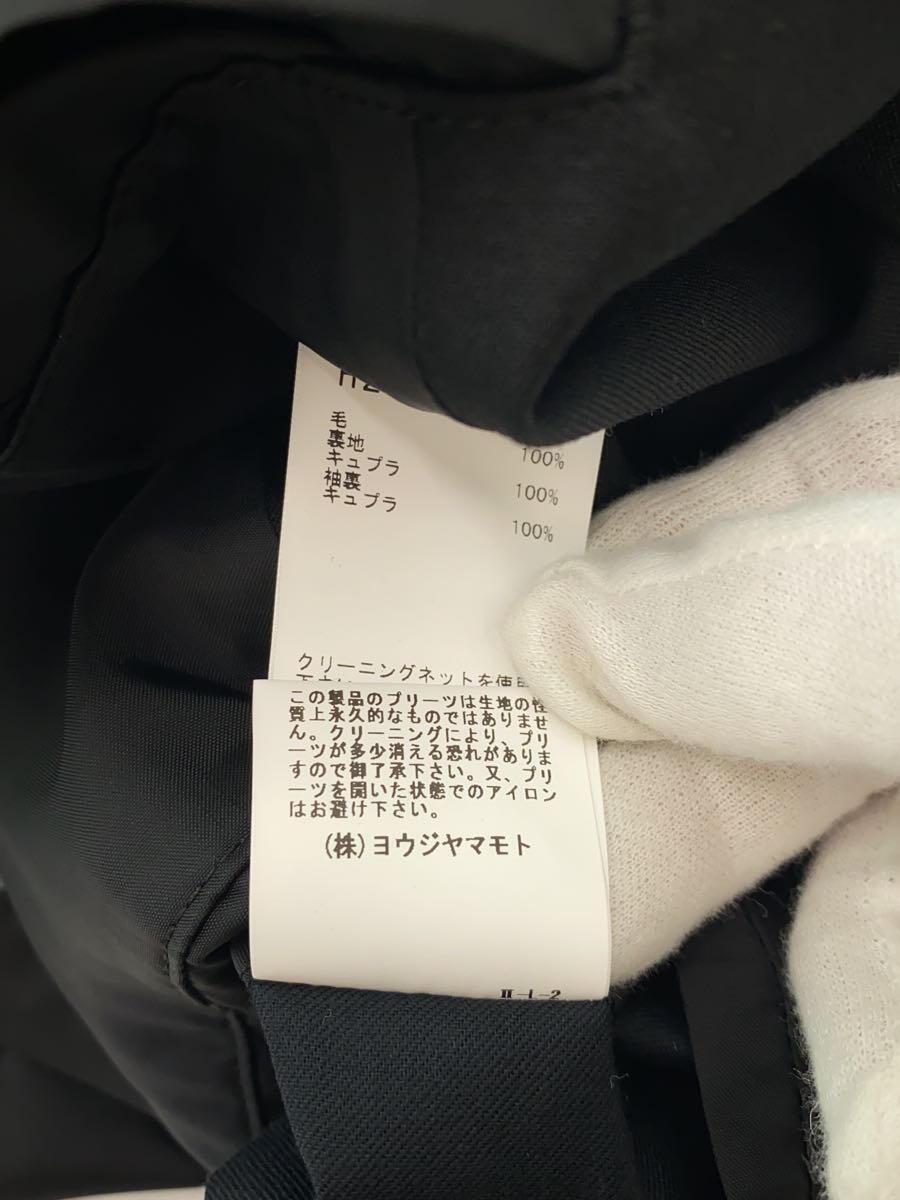 毛 100%
裏地
キュプラ 100%
袖裏
キュプラ 100%
クリーニングネットを使用
この製品のプリーツは生地の性
質上永久的なものではありませ
ん。クリーニングにより、プリ
ーツが多少消える恐れがありま
すので御了承下さい。又、プリ
ーツを開いた状態でのアイロン
はお避け下さい。
(株)ヨウジヤマモト
II-I-2